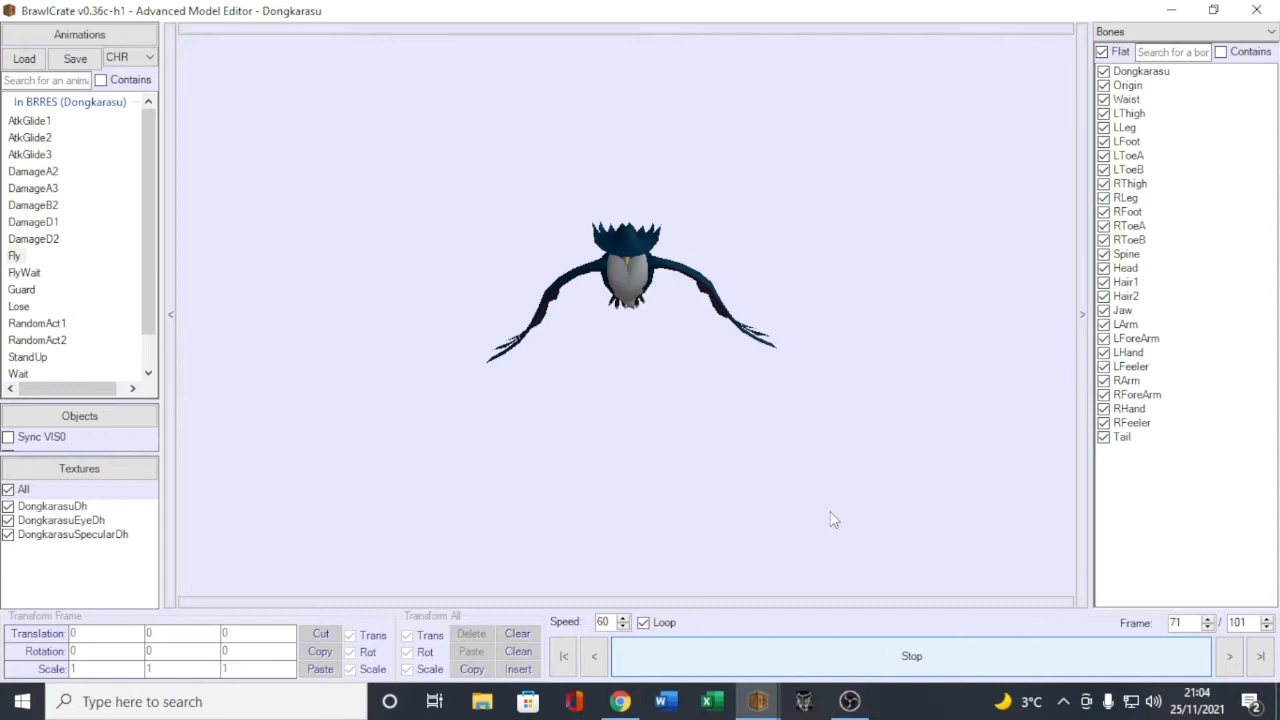 BrawlCrate v0.36c-h1 - Advanced Model Editor - Dongkarasu
Animations
Load Save CHR
Search for an anima Contains
In BRRES (Dongkarasu)
AtkGlide1
AtkGlide2
AtkGlide3
DamageA2
DamageA3
DamageB2
DamageD1
DamageD2
Fly
FlyWait
Guard
Lose
RandomAct1
RandomAct2
StandUp
Wait
Objects
Sync VIS0
Textures
All
DongkarasuDh
DongkarasuEyeDh
DongkarasuSpecularDh
< >
Bones
Flat Search for a bor Contains
Dongkarasu
Origin
Waist
LThigh
LLeg
LFoot
LToeA
LToeB
RThigh
RLeg
RFoot
RToeA
RToeB
Spine
Head
Hair1
Hair2
Jaw
LArm
LForeArm
LHand
LFeeler
RArm
RForeArm
RHand
RFeeler
Tail
Transform Frame
Translation: 0 0 0
Rotation: 0 0 0
Scale: 1 1 1
Cut Trans
Copy Rot
Paste Scale
Transform All
Trans Delete Clear
Rot Paste Clean
Scale Copy Insert
Speed: 60 Loop
Frame: 71 / 101
|< < Stop > >|
Type here to search
3°C
21:04
25/11/2021
2